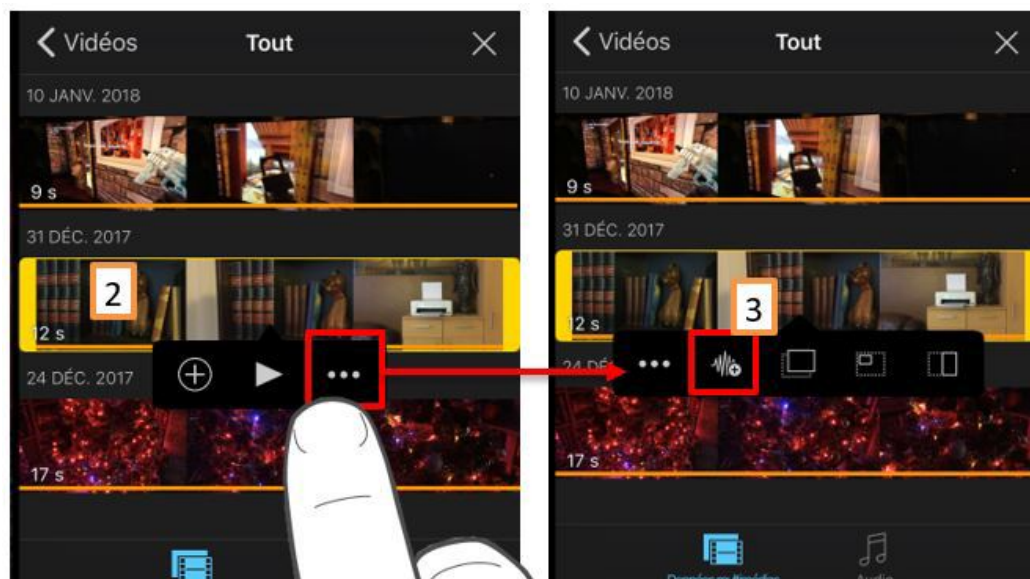 Vidéos Tout
10 JANV. 2018
9 s
31 DÉC. 2017
2
12 s
24 DÉC. 2017
17 s
Vidéos Tout
10 JANV. 2018
9 s
31 DÉC. 2017
3
12 s
17 s